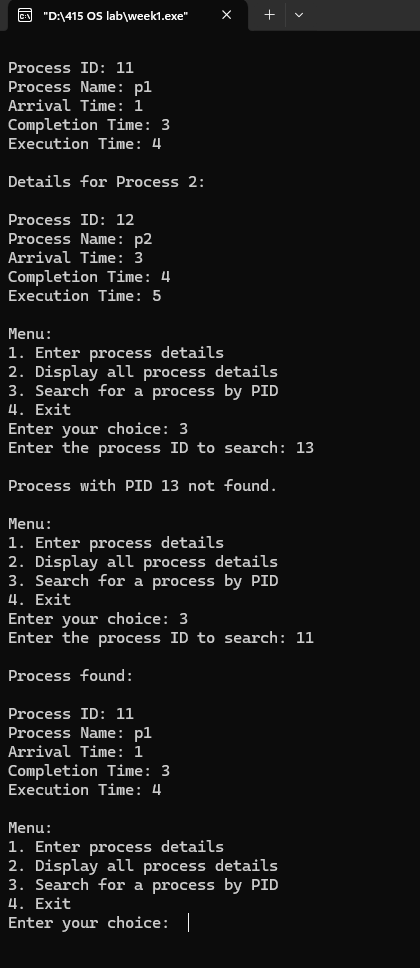 "D:\415 OS lab\week1.exe"
Process ID: 11
Process Name: p1
Arrival Time: 1
Completion Time: 3
Execution Time: 4
Details for Process 2:
Process ID: 12
Process Name: p2
Arrival Time: 3
Completion Time: 4
Execution Time: 5
Menu:
1. Enter process details
2. Display all process details
3. Search for a process by PID
4. Exit
Enter your choice: 3
Enter the process ID to search: 13
Process with PID 13 not found.
Menu:
1. Enter process details
2. Display all process details
3. Search for a process by PID
4. Exit
Enter your choice: 3
Enter the process ID to search: 11
Process found:
Process ID: 11
Process Name: p1
Arrival Time: 1
Completion Time: 3
Execution Time: 4
Menu:
1. Enter process details
2. Display all process details
3. Search for a process by PID
4. Exit
Enter your choice: